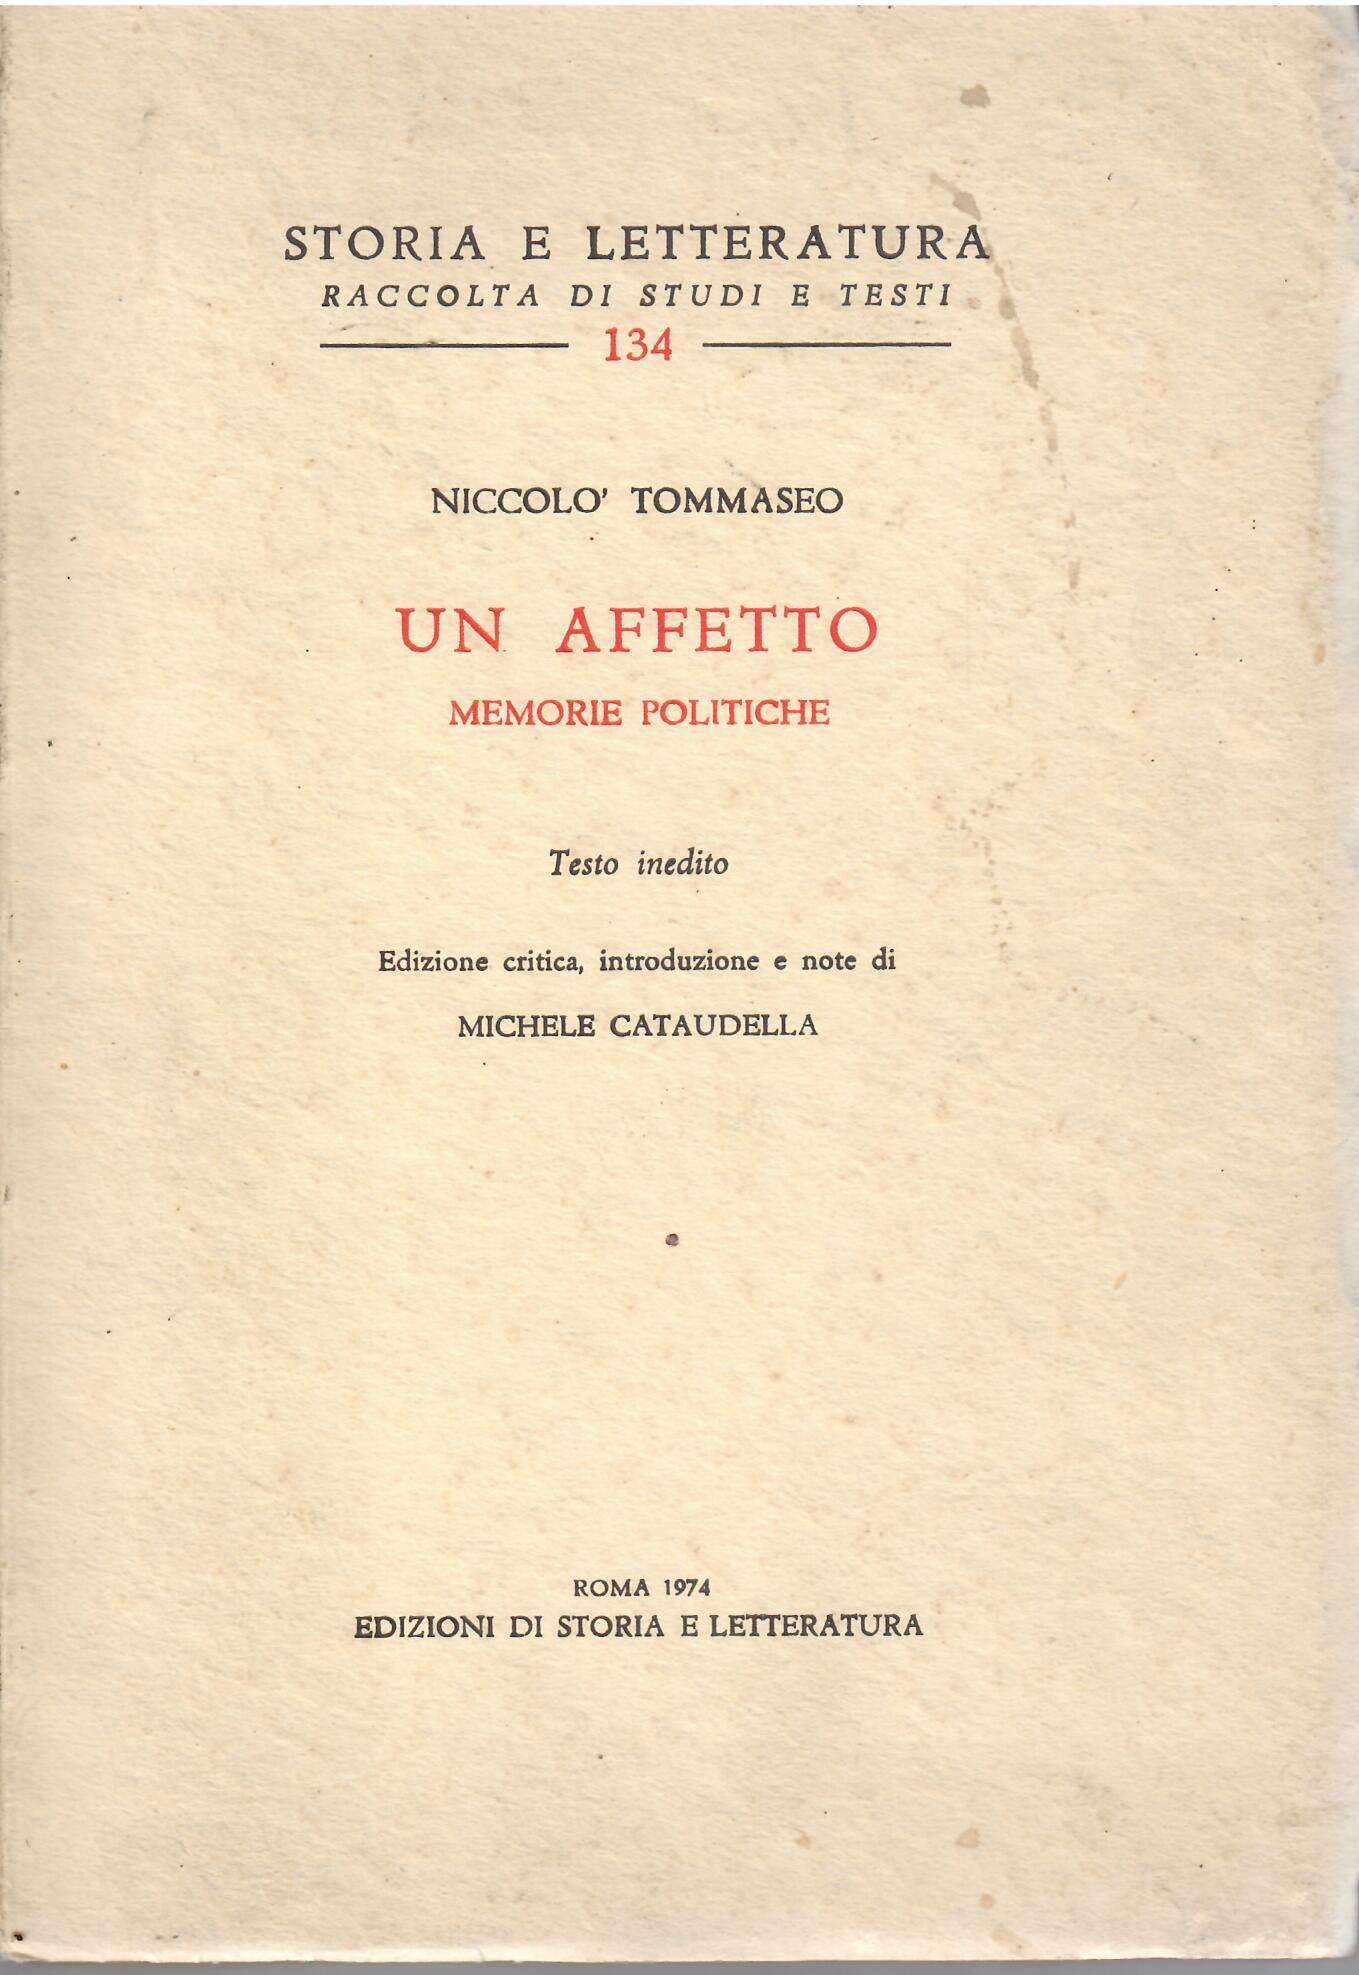 STORIA E LETTERATURA
RACCOLTA DI STUDI E TESTI
134
NICCOLO' TOMMASEO
UN AFFETTO
MEMORIE POLITICHE
Testo inedito
Edizione critica, introduzione e note di
MICHELE CATAUDELLA
ROMA 1974
EDIZIONI DI STORIA E LETTERATURA